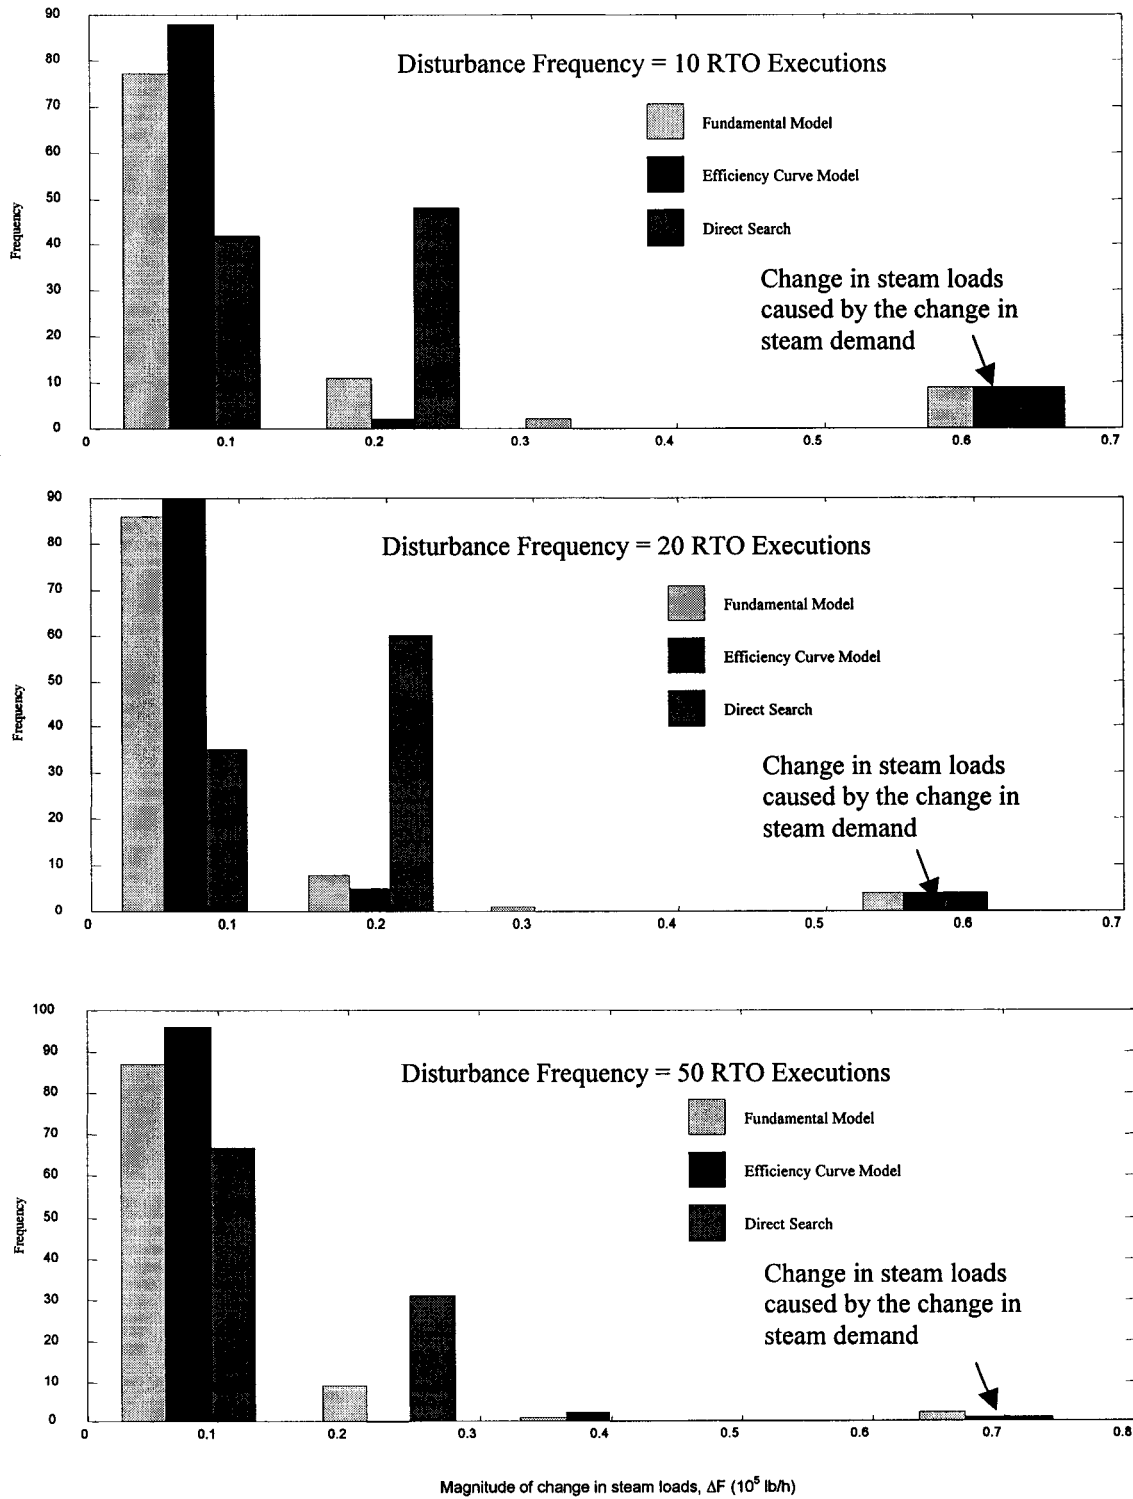 90
80
70
60
50
40
30
20
10
0
Frequency
Disturbance Frequency = 10 RTO Executions
Fundamental Model
Efficiency Curve Model
Direct Search
Change in steam loads
caused by the change in
steam demand
0 0.1 0.2 0.3 0.4 0.5 0.6 0.7
90
80
70
60
50
40
30
20
10
0
Frequency
Disturbance Frequency = 20 RTO Executions
Fundamental Model
Efficiency Curve Model
Direct Search
Change in steam loads
caused by the change in
steam demand
0 0.1 0.2 0.3 0.4 0.5 0.6 0.7
100
90
80
70
60
50
40
30
20
10
0
Frequency
Disturbance Frequency = 50 RTO Executions
Fundamental Model
Efficiency Curve Model
Direct Search
Change in steam loads
caused by the change in
steam demand
0 0.1 0.2 0.3 0.4 0.5 0.6 0.7 0.8
Magnitude of change in steam loads, ΔF (10⁵ lb/h)